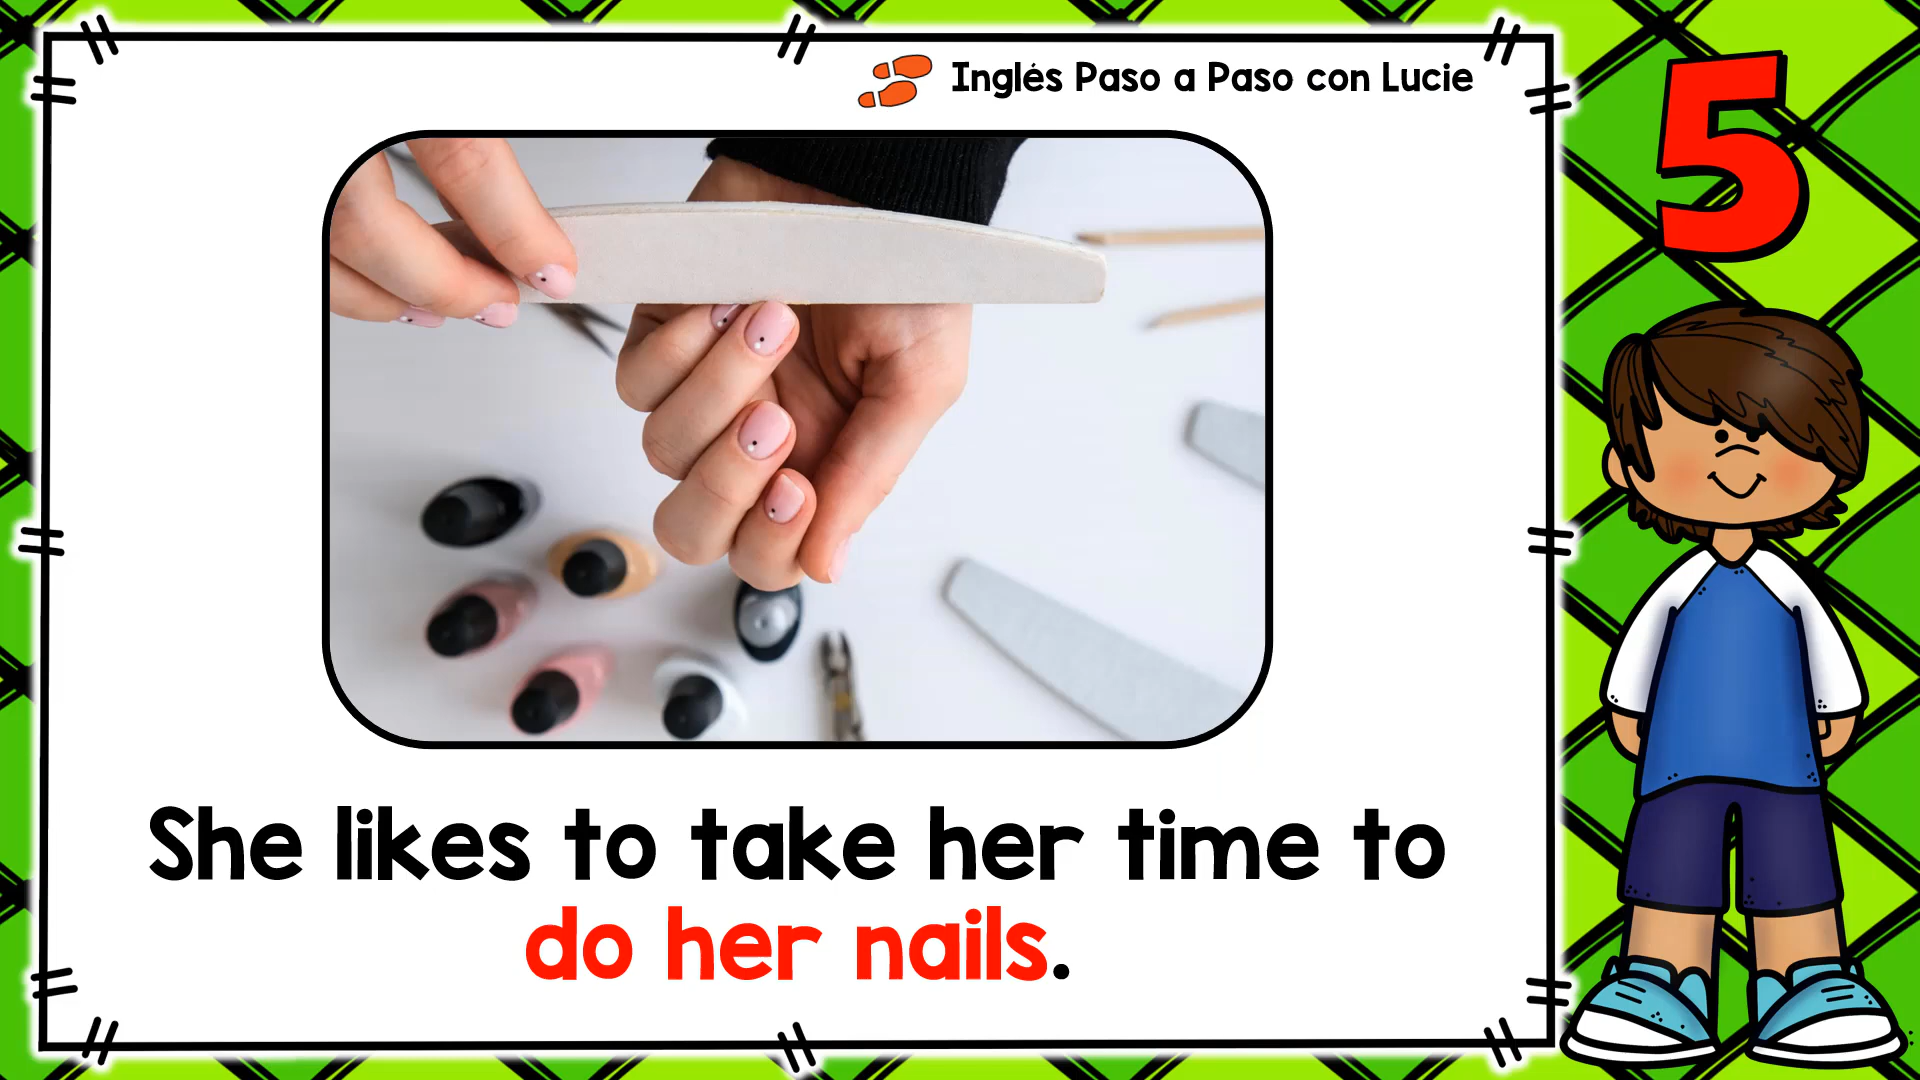 Inglés Paso a Paso con Lucie
5
She likes to take her time to
do her nails.